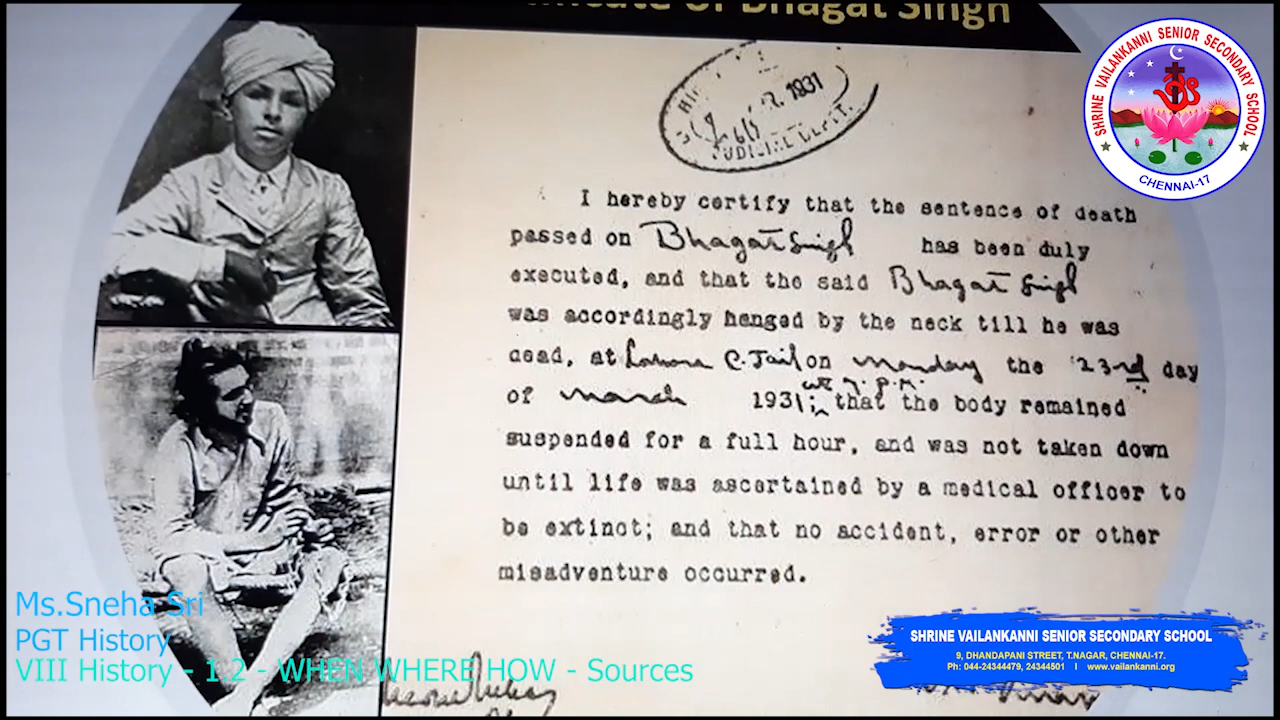 Bhagat Singh
SHRINE VAILANKANNI SENIOR SECONDARY SCHOOL
CHENNAI-17
1931
I hereby certify that the sentence of death
passed on Bhagat Singh has been duly
executed, and that the said Bhagat Singh
was accordingly hanged by the neck till he was
dead, at Lahore C. Jail on Monday the 23rd day
of March 1931, at 7. P.M. that the body remained
suspended for a full hour, and was not taken down
until life was ascertained by a medical officer to
be extinct; and that no accident, error or other
misadventure occurred.
Ms.Sneha Sri
PGT History
VIII History - 1.2 - WHEN WHERE HOW - Sources
SHRINE VAILANKANNI SENIOR SECONDARY SCHOOL
9, DHANDAPANI STREET, T.NAGAR, CHENNAI-17.
Ph: 044-24344479, 24344501 I www.vailankanni.org